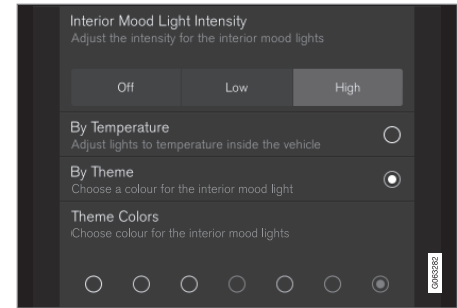 Interior Mood Light Intensity
Adjust the intensity for the interior mood lights
Off Low High
By Temperature
Adjust lights to temperature inside the vehicle
By Theme
Choose a colour for the interior mood light
Theme Colors
Choose colour for the interior mood lights
G063282